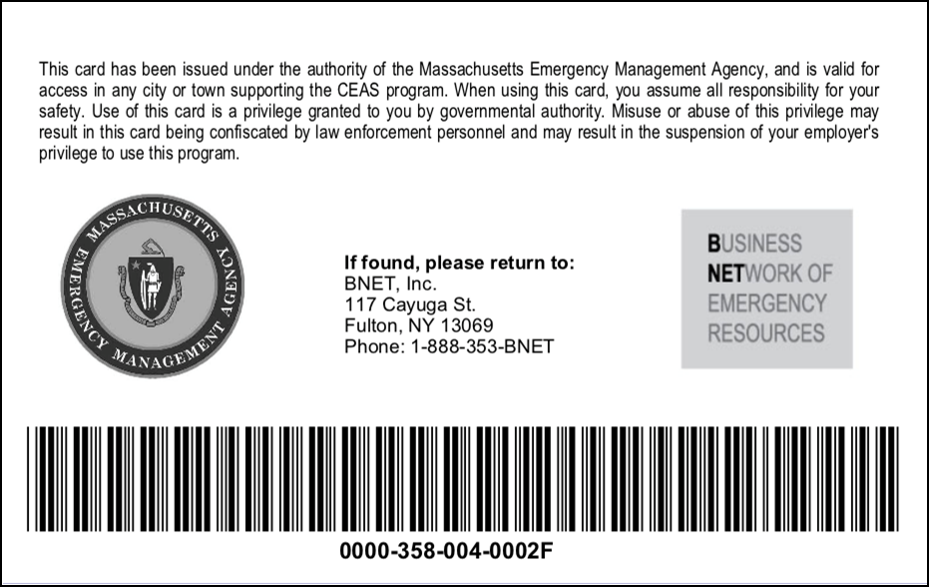 This card has been issued under the authority of the Massachusetts Emergency Management Agency, and is valid for
access in any city or town supporting the CEAS program. When using this card, you assume all responsibility for your
safety. Use of this card is a privilege granted to you by governmental authority. Misuse or abuse of this privilege may
result in this card being confiscated by law enforcement personnel and may result in the suspension of your employer's
privilege to use this program.
MASSACHUSETTS
EMERGENCY MANAGEMENT AGENCY
If found, please return to:
BNET, Inc.
117 Cayuga St.
Fulton, NY 13069
Phone: 1-888-353-BNET
BUSINESS
NETWORK OF
EMERGENCY
RESOURCES
0000-358-004-0002F